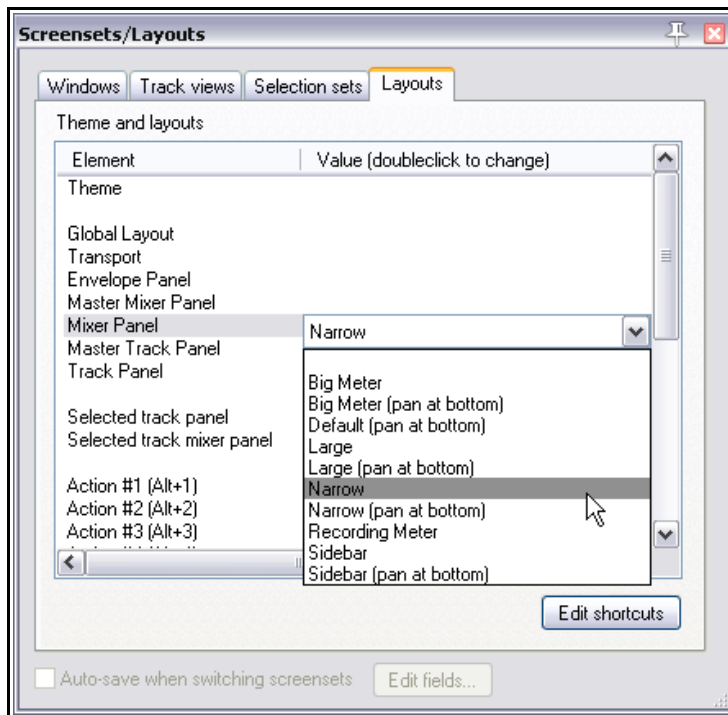 Screensets/Layouts
Windows Track views Selection sets Layouts
Theme and layouts
Element Value (doubleclick to change)
Theme
Global Layout
Transport
Envelope Panel
Master Mixer Panel
Mixer Panel Narrow
Master Track Panel
Track Panel
Selected track panel
Selected track mixer panel
Action #1 (Alt+1)
Action #2 (Alt+2)
Action #3 (Alt+3)
Big Meter
Big Meter (pan at bottom)
Default (pan at bottom)
Large
Large (pan at bottom)
Narrow
Narrow (pan at bottom)
Recording Meter
Sidebar
Sidebar (pan at bottom)
Edit shortcuts
Auto-save when switching screensets Edit fields...